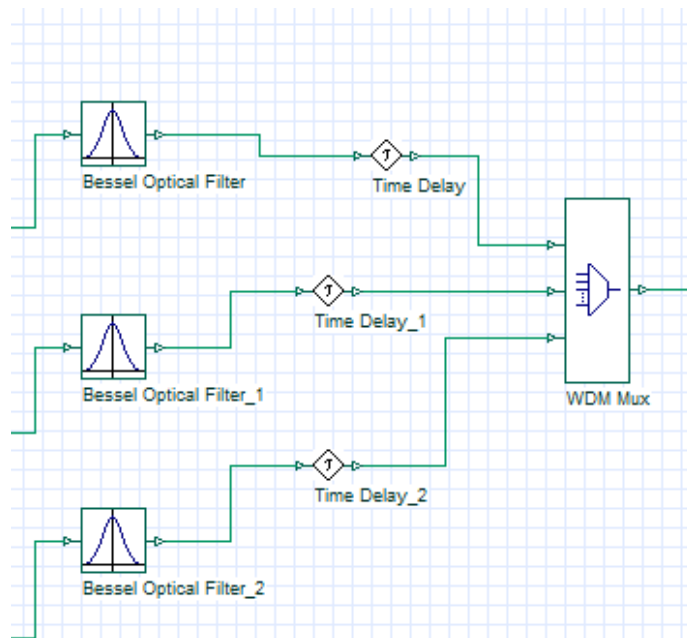 Bessel Optical Filter
Time Delay
Time Delay_1
Bessel Optical Filter_1
WDM Mux
Time Delay_2
Bessel Optical Filter_2